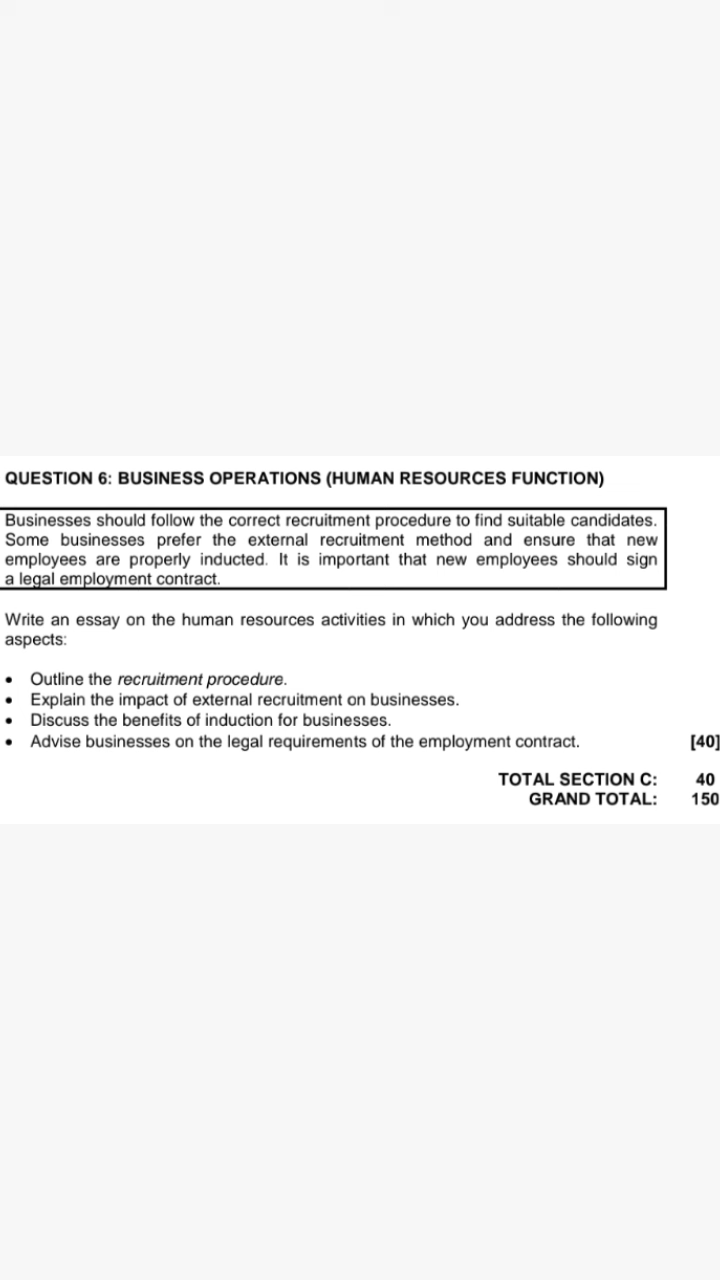 QUESTION 6: BUSINESS OPERATIONS (HUMAN RESOURCES FUNCTION)
Businesses should follow the correct recruitment procedure to find suitable candidates.
Some businesses prefer the external recruitment method and ensure that new
employees are properly inducted. It is important that new employees should sign
a legal employment contract.
Write an essay on the human resources activities in which you address the following
aspects:
• Outline the recruitment procedure.
• Explain the impact of external recruitment on businesses.
• Discuss the benefits of induction for businesses.
• Advise businesses on the legal requirements of the employment contract. [40]
TOTAL SECTION C: 40
GRAND TOTAL: 150